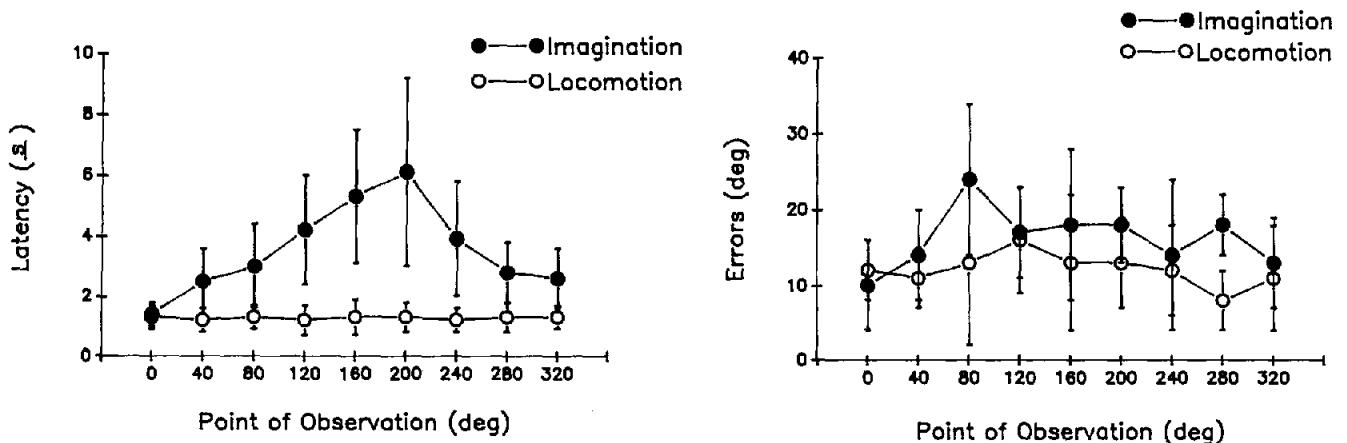 Imagination
Locomotion
10
8
6
4
2
0
Latency (s)
0 40 80 120 160 200 240 280 320
Point of Observation (deg)
Imagination
Locomotion
40
30
20
10
0
Errors (deg)
0 40 80 120 160 200 240 280 320
Point of Observation (deg)